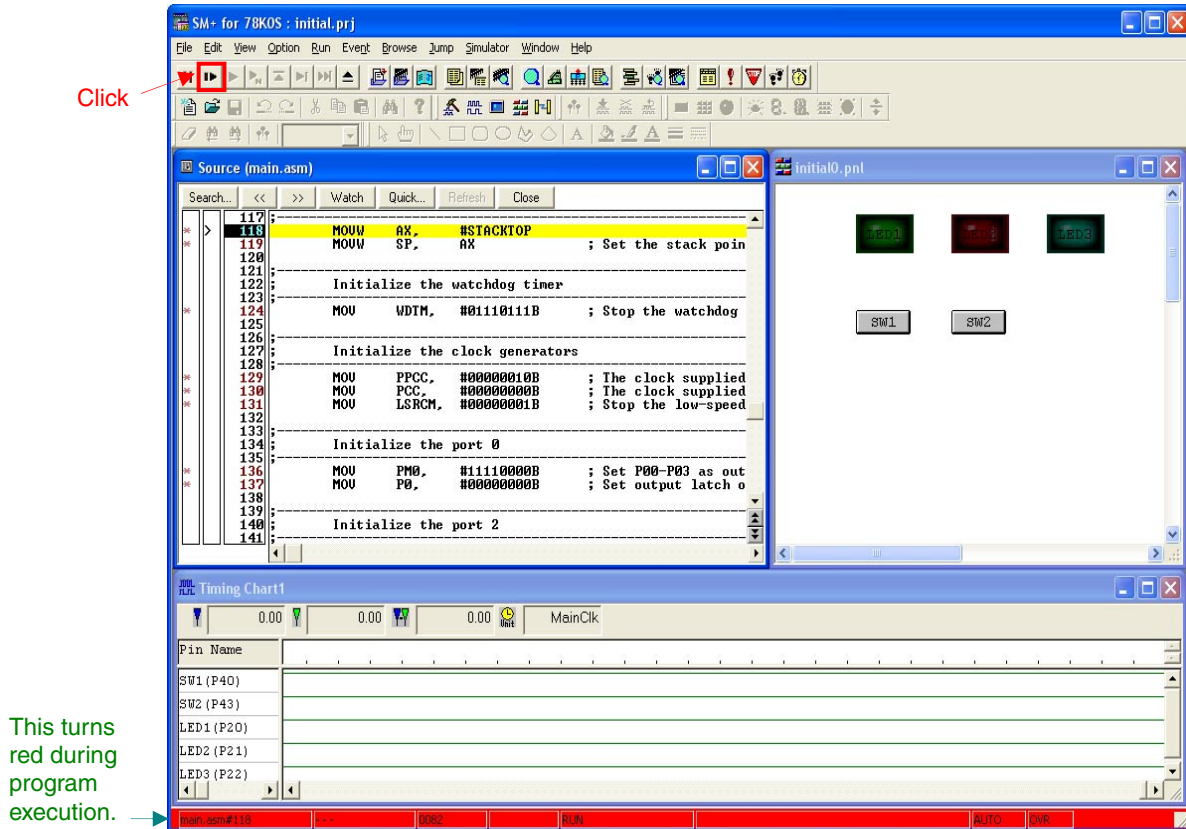 SM+ for 78K0S : initial.prj
File Edit View Option Run Event Browse Jump Simulator Window Help
Click
Source (main.asm)
Search... << >> Watch Quick... Refresh Close
117 ;------------------------------------------------
118 MOVW AX, #STACKTOP
119 MOVW SP, AX ; Set the stack poin
120
121 ;------------------------------------------------
122 ; Initialize the watchdog timer
123 ;------------------------------------------------
124 MOV WDTM, #01110111B ; Stop the watchdog
125
126 ;------------------------------------------------
127 ; Initialize the clock generators
128 ;------------------------------------------------
129 MOV PPCC, #00000010B ; The clock supplied
130 MOV PCC, #00000000B ; The clock supplied
131 MOV LSRCM, #00000001B ; Stop the low-speed
132
133 ;------------------------------------------------
134 ; Initialize the port 0
135 ;------------------------------------------------
136 MOV PM0, #11110000B ; Set P00-P03 as out
137 MOV P0, #00000000B ; Set output latch o
138
139 ;------------------------------------------------
140 ; Initialize the port 2
141 ;------------------------------------------------
initial0.pnl
LED1 LED2 LED3
SW1 SW2
Timing Chart1
0.00 0.00 0.00 Unit MainClk
Pin Name
SW1(P40)
SW2(P43)
LED1(P20)
LED2(P21)
LED3(P22)
This turns
red during
program
execution.
main.asm#118 --- 0082 RUN AUTO OVR